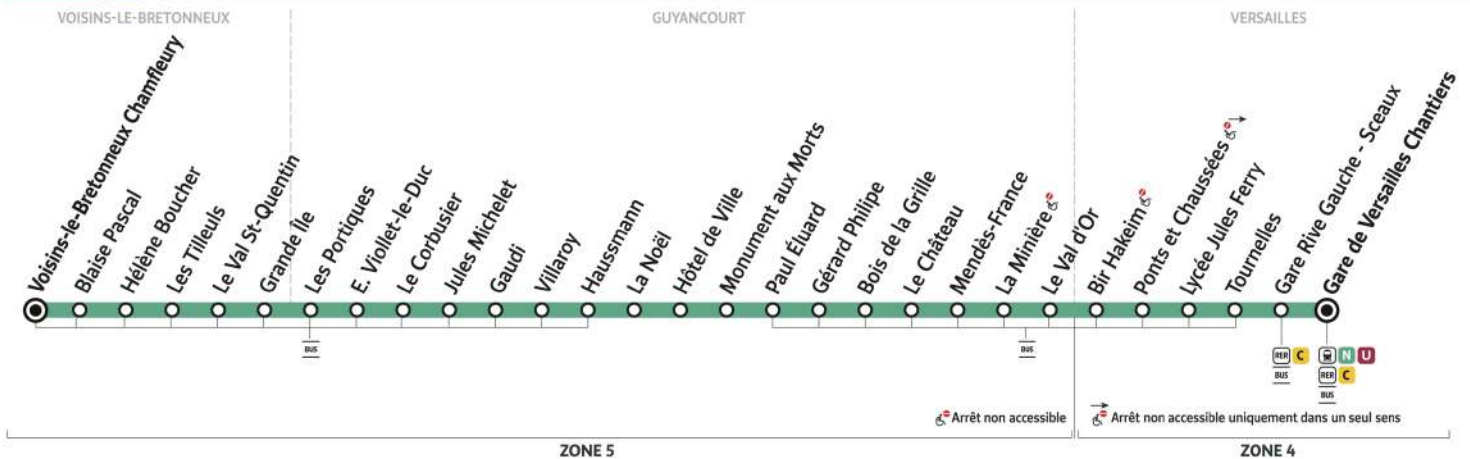 VOISINS-LE-BRETONNEUX
GUYANCOURT
VERSAILLES
Voisins-le-Bretonneux Chamfleury
Blaise Pascal
Hélène Boucher
Les Tilleuls
Le Val St-Quentin
Grande Île
Les Portiques
E. Viollet-le-Duc
Le Corbusier
Jules Michelet
Gaudi
Villaroy
Haussmann
La Noël
Hôtel de Ville
Monument aux Morts
Paul Éluard
Gérard Philipe
Bois de la Grille
Le Château
Mendès-France
La Minière
Le Val d'Or
Bir Hakeim
Ponts et Chaussées
Lycée Jules Ferry
Tournelles
Gare Rive Gauche - Sceaux
Gare de Versailles Chantiers
BUS
BUS
RER C
BUS
N U
RER C
BUS
Arrêt non accessible
Arrêt non accessible uniquement dans un seul sens
ZONE 5
ZONE 4